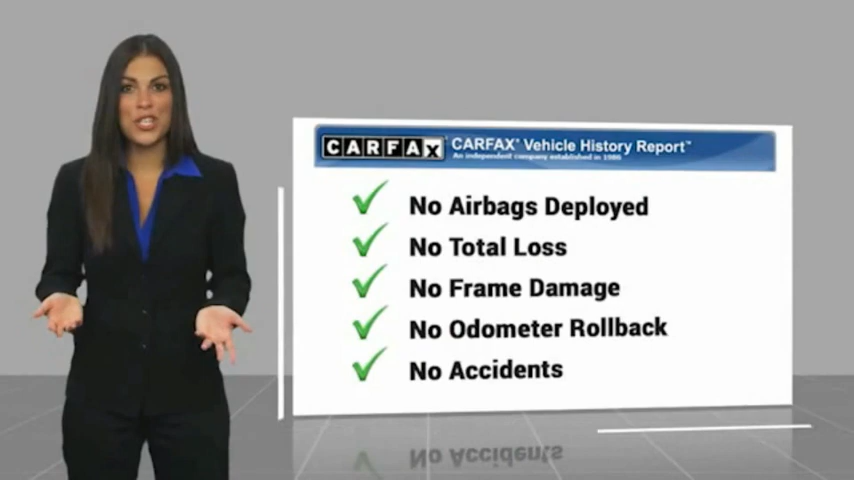 CARFAX CARFAX® Vehicle History Report™
An independent company established in 1986
No Airbags Deployed
No Total Loss
No Frame Damage
No Odometer Rollback
No Accidents
No Accidents